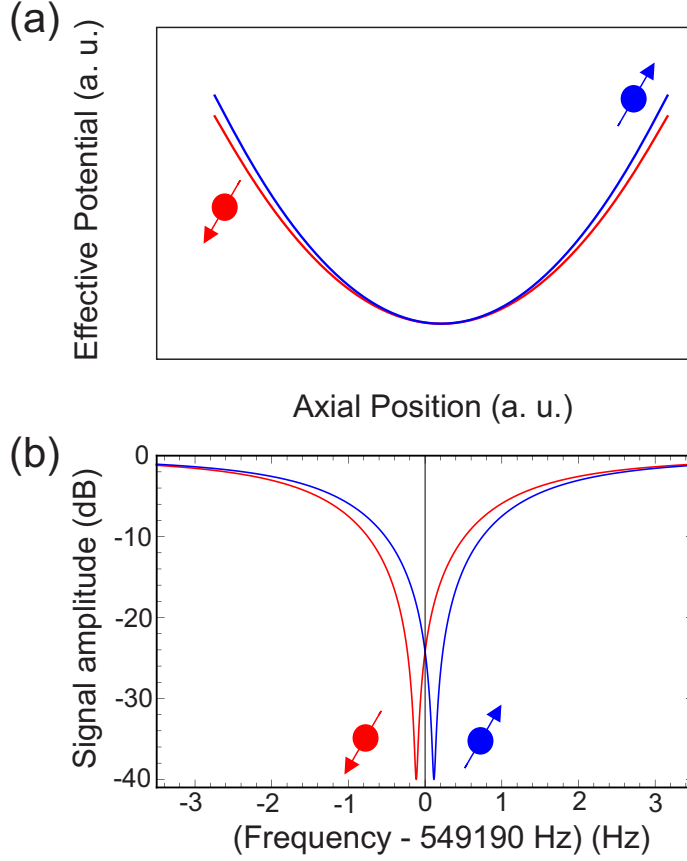 (a)
Effective Potential (a. u.)
Axial Position (a. u.)
(b)
Signal amplitude (dB)
0
-10
-20
-30
-40
-3 -2 -1 0 1 2 3
(Frequency - 549190 Hz) (Hz)